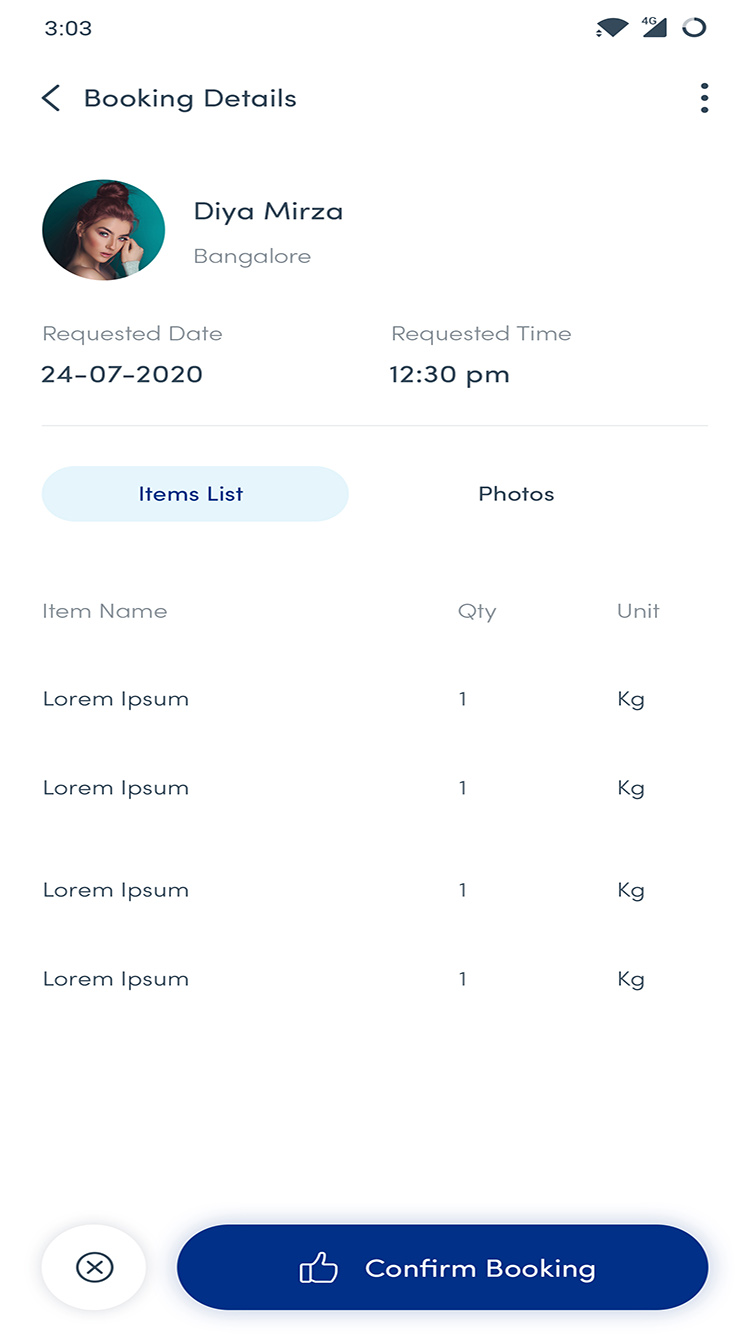 3:03
4G
Booking Details
Diya Mirza
Bangalore
Requested Date Requested Time
24-07-2020 12:30 pm
Items List Photos
Item Name Qty Unit
Lorem Ipsum 1 Kg
Lorem Ipsum 1 Kg
Lorem Ipsum 1 Kg
Lorem Ipsum 1 Kg
Confirm Booking